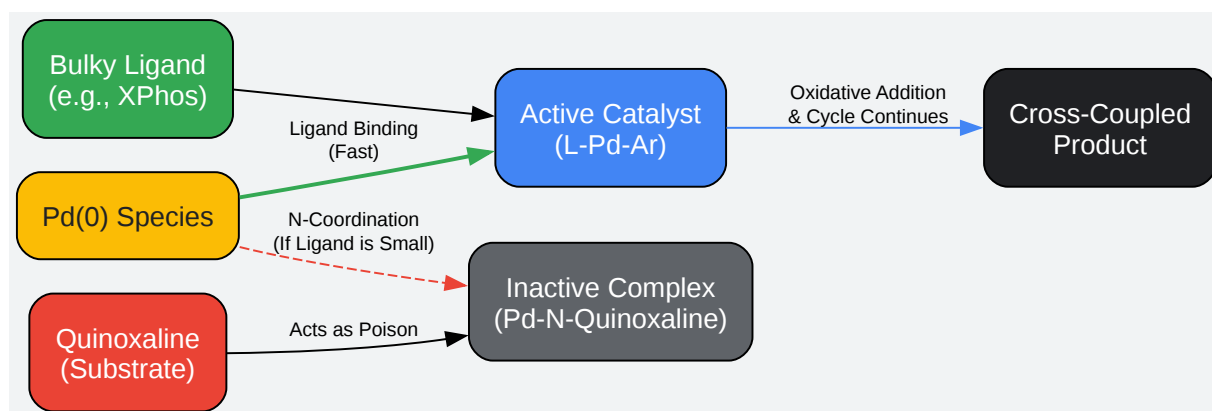 Bulky Ligand
(e.g., XPhos)
Ligand Binding
(Fast)
Active Catalyst
(L-Pd-Ar)
Oxidative Addition
& Cycle Continues
Cross-Coupled
Product
Pd(0) Species
N-Coordination
(If Ligand is Small)
Inactive Complex
(Pd-N-Quinoxaline)
Quinoxaline
(Substrate)
Acts as Poison